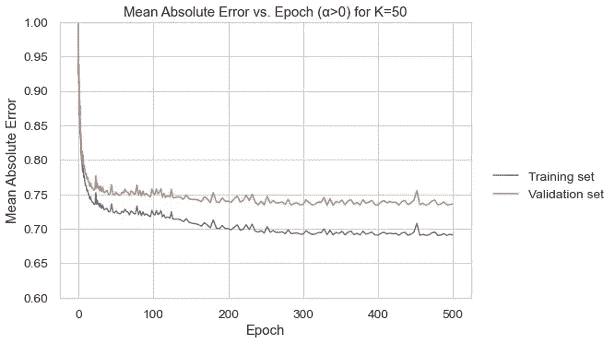 Mean Absolute Error vs. Epoch (α>0) for K=50
1.00
0.95
0.90
0.85
0.80
0.75
0.70
0.65
0.60
Mean Absolute Error
0 100 200 300 400 500
Epoch
Training set
Validation set